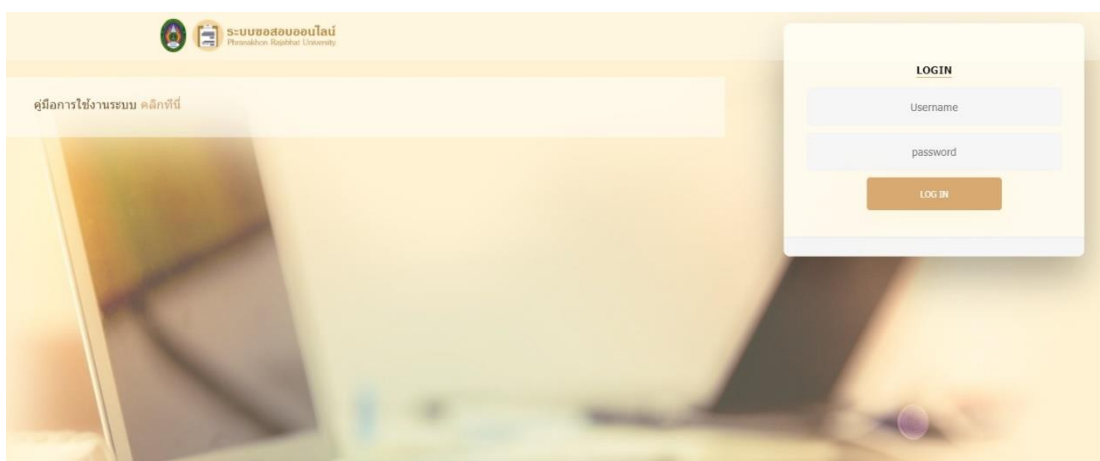 ระบบขอสอบออนไลน์
Phranakhon Rajabhat University
คู่มือการใช้งานระบบ คลิกที่นี่
LOGIN
Username
password
LOG IN